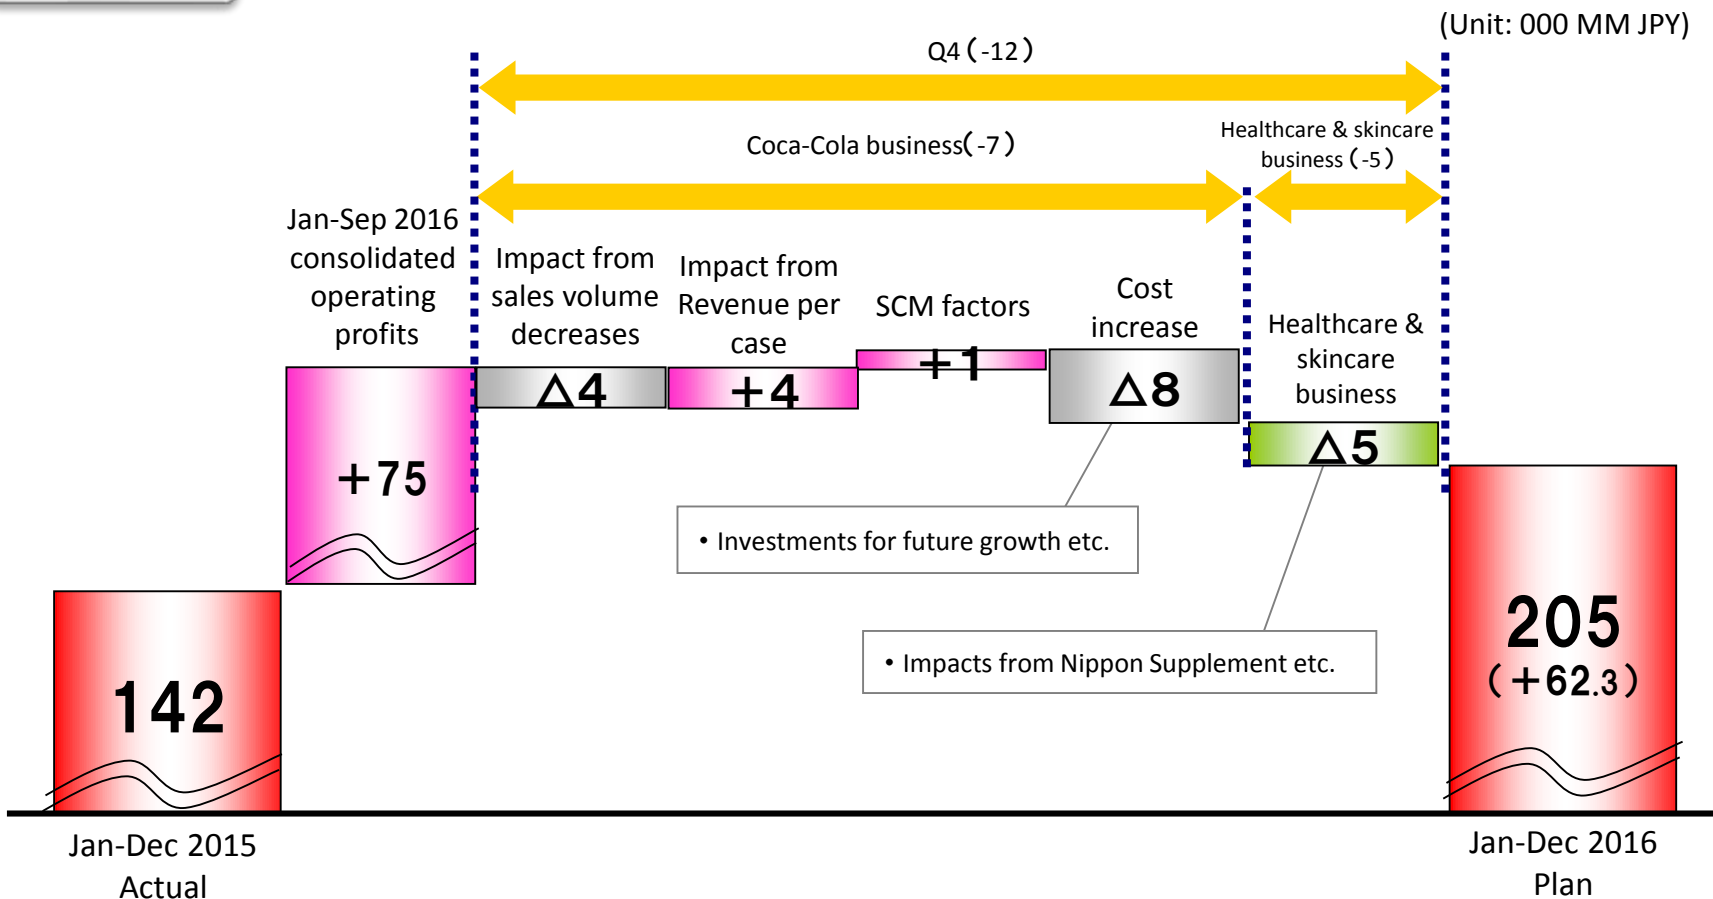 (Unit: 000 MM JPY)
Q4 (-12)
Coca-Cola business(-7)
Healthcare & skincare
business (-5)
Jan-Sep 2016
consolidated
operating
profits
Impact from
sales volume
decreases
Impact from
Revenue per
case
SCM factors
Cost
increase
Healthcare &
skincare
business
+75
△4
+4
+1
△8
△5
• Investments for future growth etc.
• Impacts from Nippon Supplement etc.
142
205
(+62.3)
Jan-Dec 2015
Actual
Jan-Dec 2016
Plan